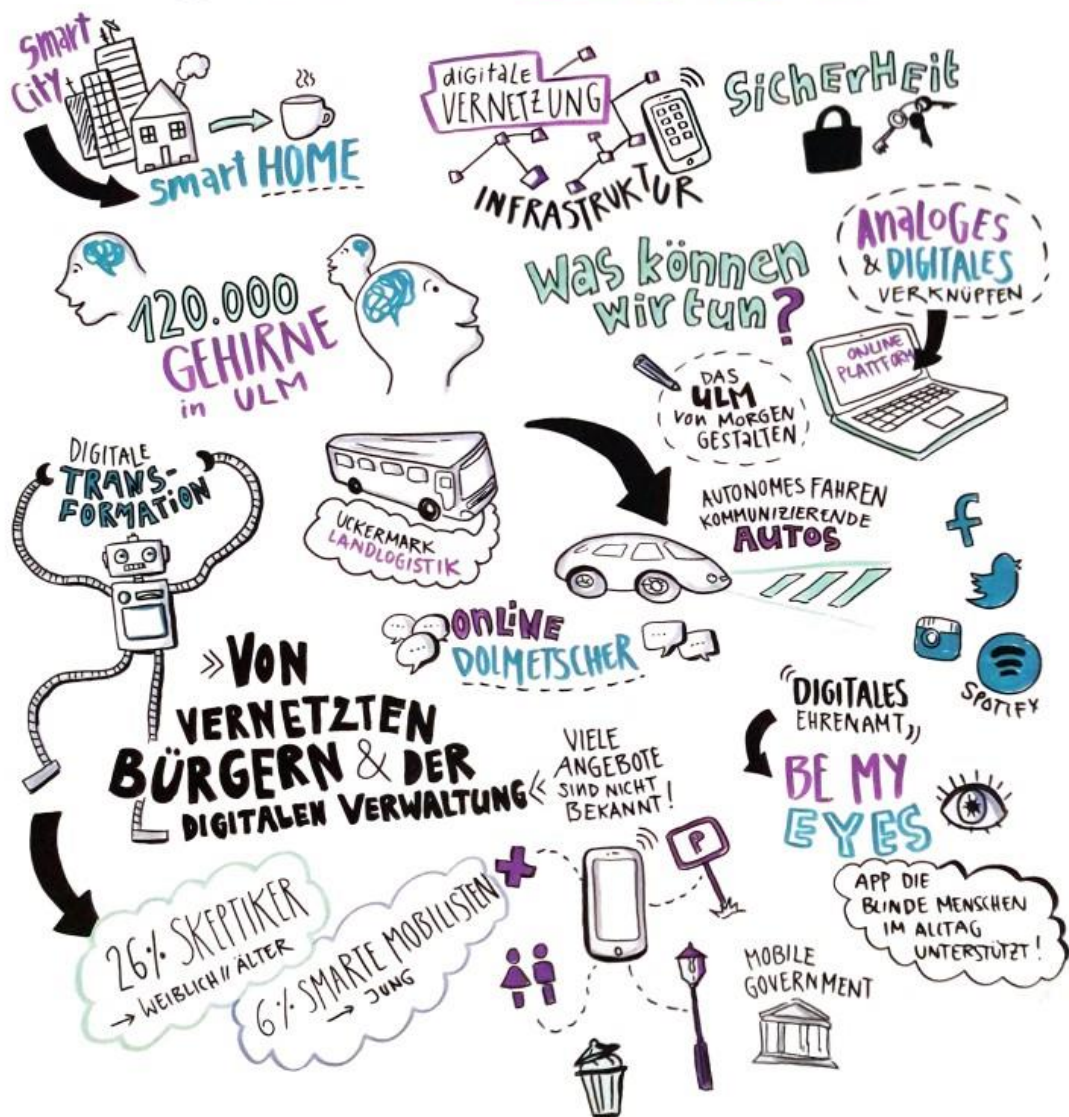 smart
City
smart HOME
digitale
VERNETZUNG
INFRASTRUKTUR
SicHErHEit
120.000
GEHIRNE
in ULM
Was können
wir tun?
ANaLOGES
& DIGITALES
VERKNÜPFEN
ONLINE
PLATTFORM
DAS
ULM
VON MORGEN
GESTALTEN
DIGITALE
TRANS-
FORMATION
UCKERMARK
LANDLOGISTIK
AUTONOMES FAHREN
KOMMUNIZIERENDE
AUTOS
f
SPOTIFY
ONLINE
DOLMETSCHER
»VON
VERNETZTEN
BÜRGERN & DER
DIGITALEN VERWALTUNG«
VIELE
ANGEBOTE
SIND NICHT
BEKANNT!
"DIGITALES
EHRENAMT"
BE MY
EYES
APP DIE
BLINDE MENSCHEN
IM ALLTAG
UNTERSTÜTZT!
26% SKEPTIKER
→ WEIBLICH // ÄLTER
6% SMARTE MOBILISTEN
→ JUNG
P
MOBILE
GOVERNMENT